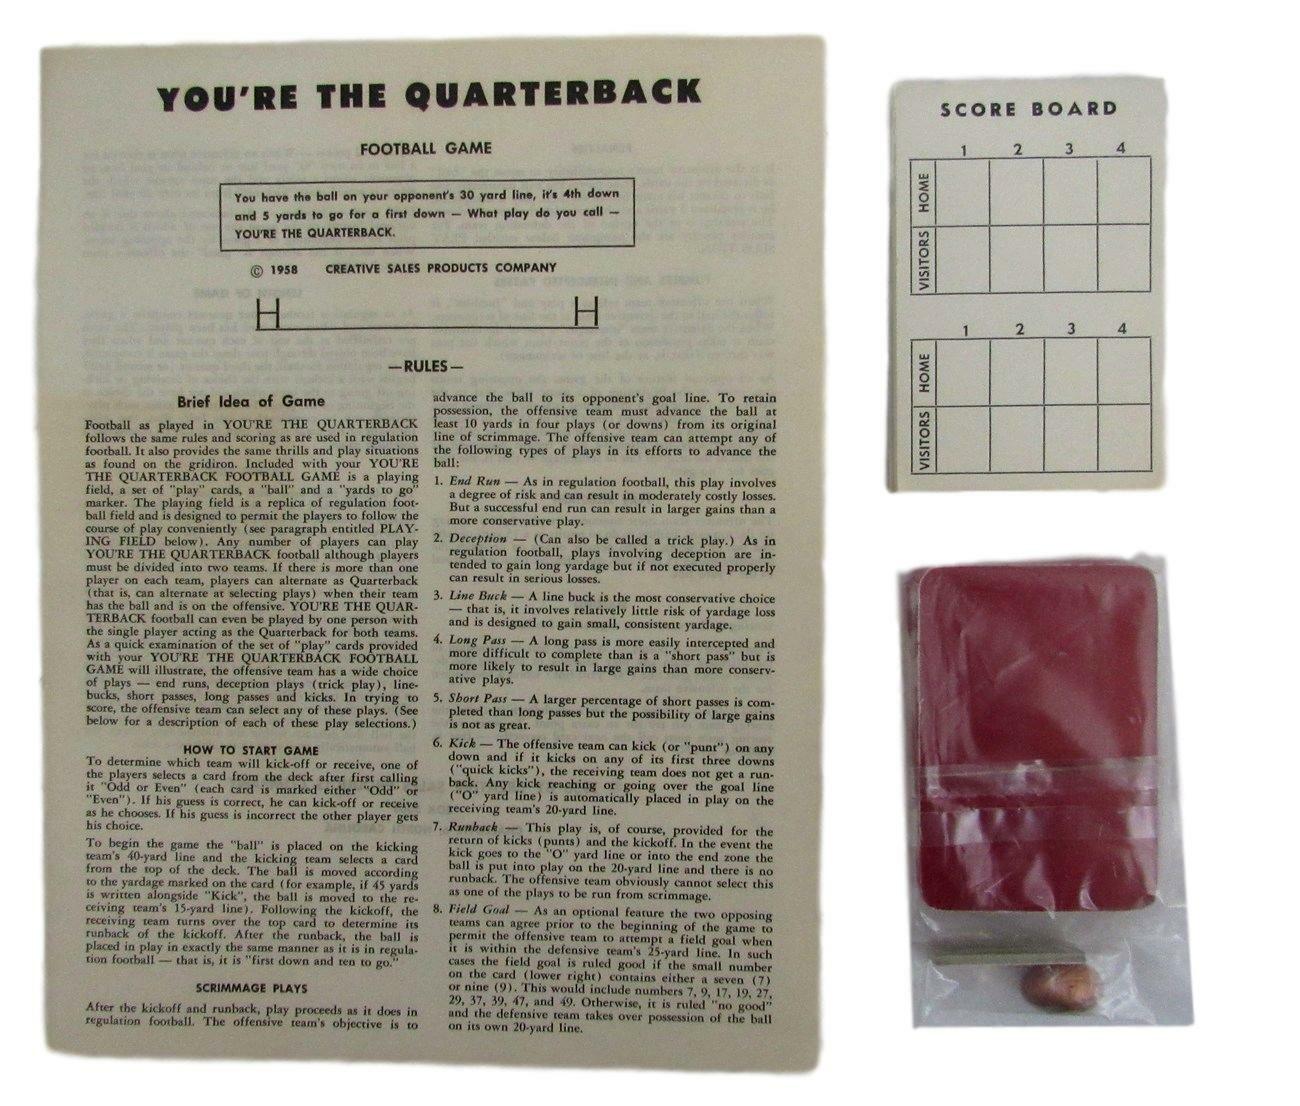 YOU'RE THE QUARTERBACK
FOOTBALL GAME
You have the ball on your opponent's 30 yard line, it's 4th down
and 5 yards to go for a first down — What play do you call —
YOU'RE THE QUARTERBACK.
© 1958 CREATIVE SALES PRODUCTS COMPANY
—RULES—
Brief Idea of Game
Football as played in YOU'RE THE QUARTERBACK
follows the same rules and scoring as are used in regulation
football. It also provides the same thrills and play situations
as found on the gridiron. Included with your YOU'RE
THE QUARTERBACK FOOTBALL GAME is a playing
field, a set of "play" cards, a "ball" and a "yards to go"
marker. The playing field is a replica of regulation foot-
ball field and is designed to permit the players to follow the
course of play conveniently (see paragraph entitled PLAY-
ING FIELD below). Any number of players can play
YOU'RE THE QUARTERBACK football although players
must be divided into two teams. If there is more than one
player on each team, players can alternate as Quarterback
(that is, can alternate at selecting plays) when their team
has the ball and is on the offensive. YOU'RE THE QUAR-
TERBACK football can even be played by one person with
the single player acting as the Quarterback for both teams.
As a quick examination of the set of "play" cards provided
with your YOU'RE THE QUARTERBACK FOOTBALL
GAME will illustrate, the offensive team has a wide choice
of plays — end runs, deception plays (trick play), line-
bucks, short passes, long passes and kicks. In trying to
score, the offensive team can select any of these plays. (See
below for a description of each of these play selections.)
HOW TO START GAME
To determine which team will kick-off or receive, one of
the players selects a card from the deck after first calling
it "Odd or Even" (each card is marked either "Odd" or
"Even"). If his guess is correct, he can kick-off or receive
as he chooses. If his guess is incorrect the other player gets
his choice.
To begin the game the "ball" is placed on the kicking
team's 40-yard line and the kicking team selects a card
from the top of the deck. The ball is moved according
to the yardage marked on the card (for example, if 45 yards
is written alongside "Kick", the ball is moved to the re-
ceiving team's 15-yard line). Following the kickoff, the
receiving team turns over the top card to determine its
runback of the kickoff. After the runback, the ball is
placed in play in exactly the same manner as it is in regula-
tion football — that is, it is "first down and ten to go."
SCRIMMAGE PLAYS
After the kickoff and runback, play proceeds as it does in
regulation football. The offensive team's objective is to
advance the ball to its opponent's goal line. To retain
possession, the offensive team must advance the ball at
least 10 yards in four plays (or downs) from its original
line of scrimmage. The offensive team can attempt any of
the following types of plays in its efforts to advance the
ball:
1. End Run — As in regulation football, this play involves
a degree of risk and can result in moderately costly losses.
But a successful end run can result in larger gains than a
more conservative play.
2. Deception — (Can also be called a trick play.) As in
regulation football, plays involving deception are in-
tended to gain long yardage but if not executed properly
can result in serious losses.
3. Line Buck — A line buck is the most conservative choice
— that is, it involves relatively little risk of yardage loss
and is designed to gain small, consistent yardage.
4. Long Pass — A long pass is more easily intercepted and
more difficult to complete than is a "short pass" but is
more likely to result in large gains than more conserv-
ative plays.
5. Short Pass — A larger percentage of short passes is com-
pleted than long passes but the possibility of large gains
is not as great.
6. Kick — The offensive team can kick (or "punt") on any
down and if it kicks on any of its first three downs
("quick kicks"), the receiving team does not get a run-
back. Any kick reaching or going over the goal line
("O" yard line) is automatically placed in play on the
receiving team's 20-yard line.
7. Runback — This play is, of course, provided for the
return of kicks (punts) and the kickoff. In the event the
kick goes to the "O" yard line or into the end zone the
ball is put into play on the 20-yard line and there is no
runback. The offensive team obviously cannot select this
as one of the plays to be run from scrimmage.
8. Field Goal — As an optional feature the two opposing
teams can agree prior to the beginning of the game to
permit the offensive team to attempt a field goal when
it is within the defensive team's 25-yard line. In such
cases the field goal is ruled good if the small number
on the card (lower right) contains either a seven (7)
or nine (9). This would include numbers 7, 9, 17, 19, 27,
29, 37, 39, 47, and 49. Otherwise, it is ruled "no good"
and the defensive team takes over possession of the ball
on its own 20-yard line.
SCORE BOARD
1 2 3 4
HOME
VISITORS
1 2 3 4
HOME
VISITORS